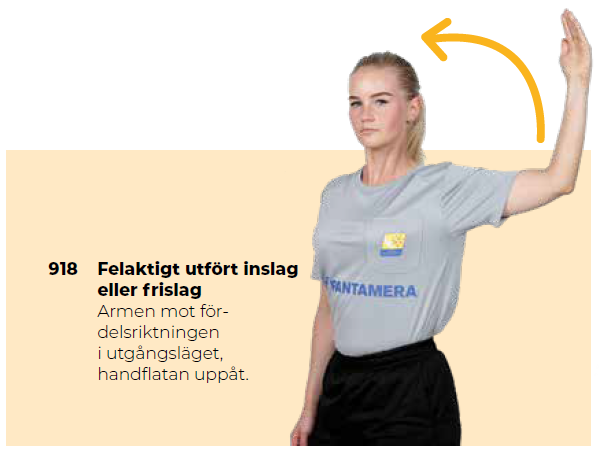 918 Felaktigt utfört inslag
eller frislag
Armen mot för-
delsriktningen
i utgångsläget,
handflatan uppåt.
FANTAMERA